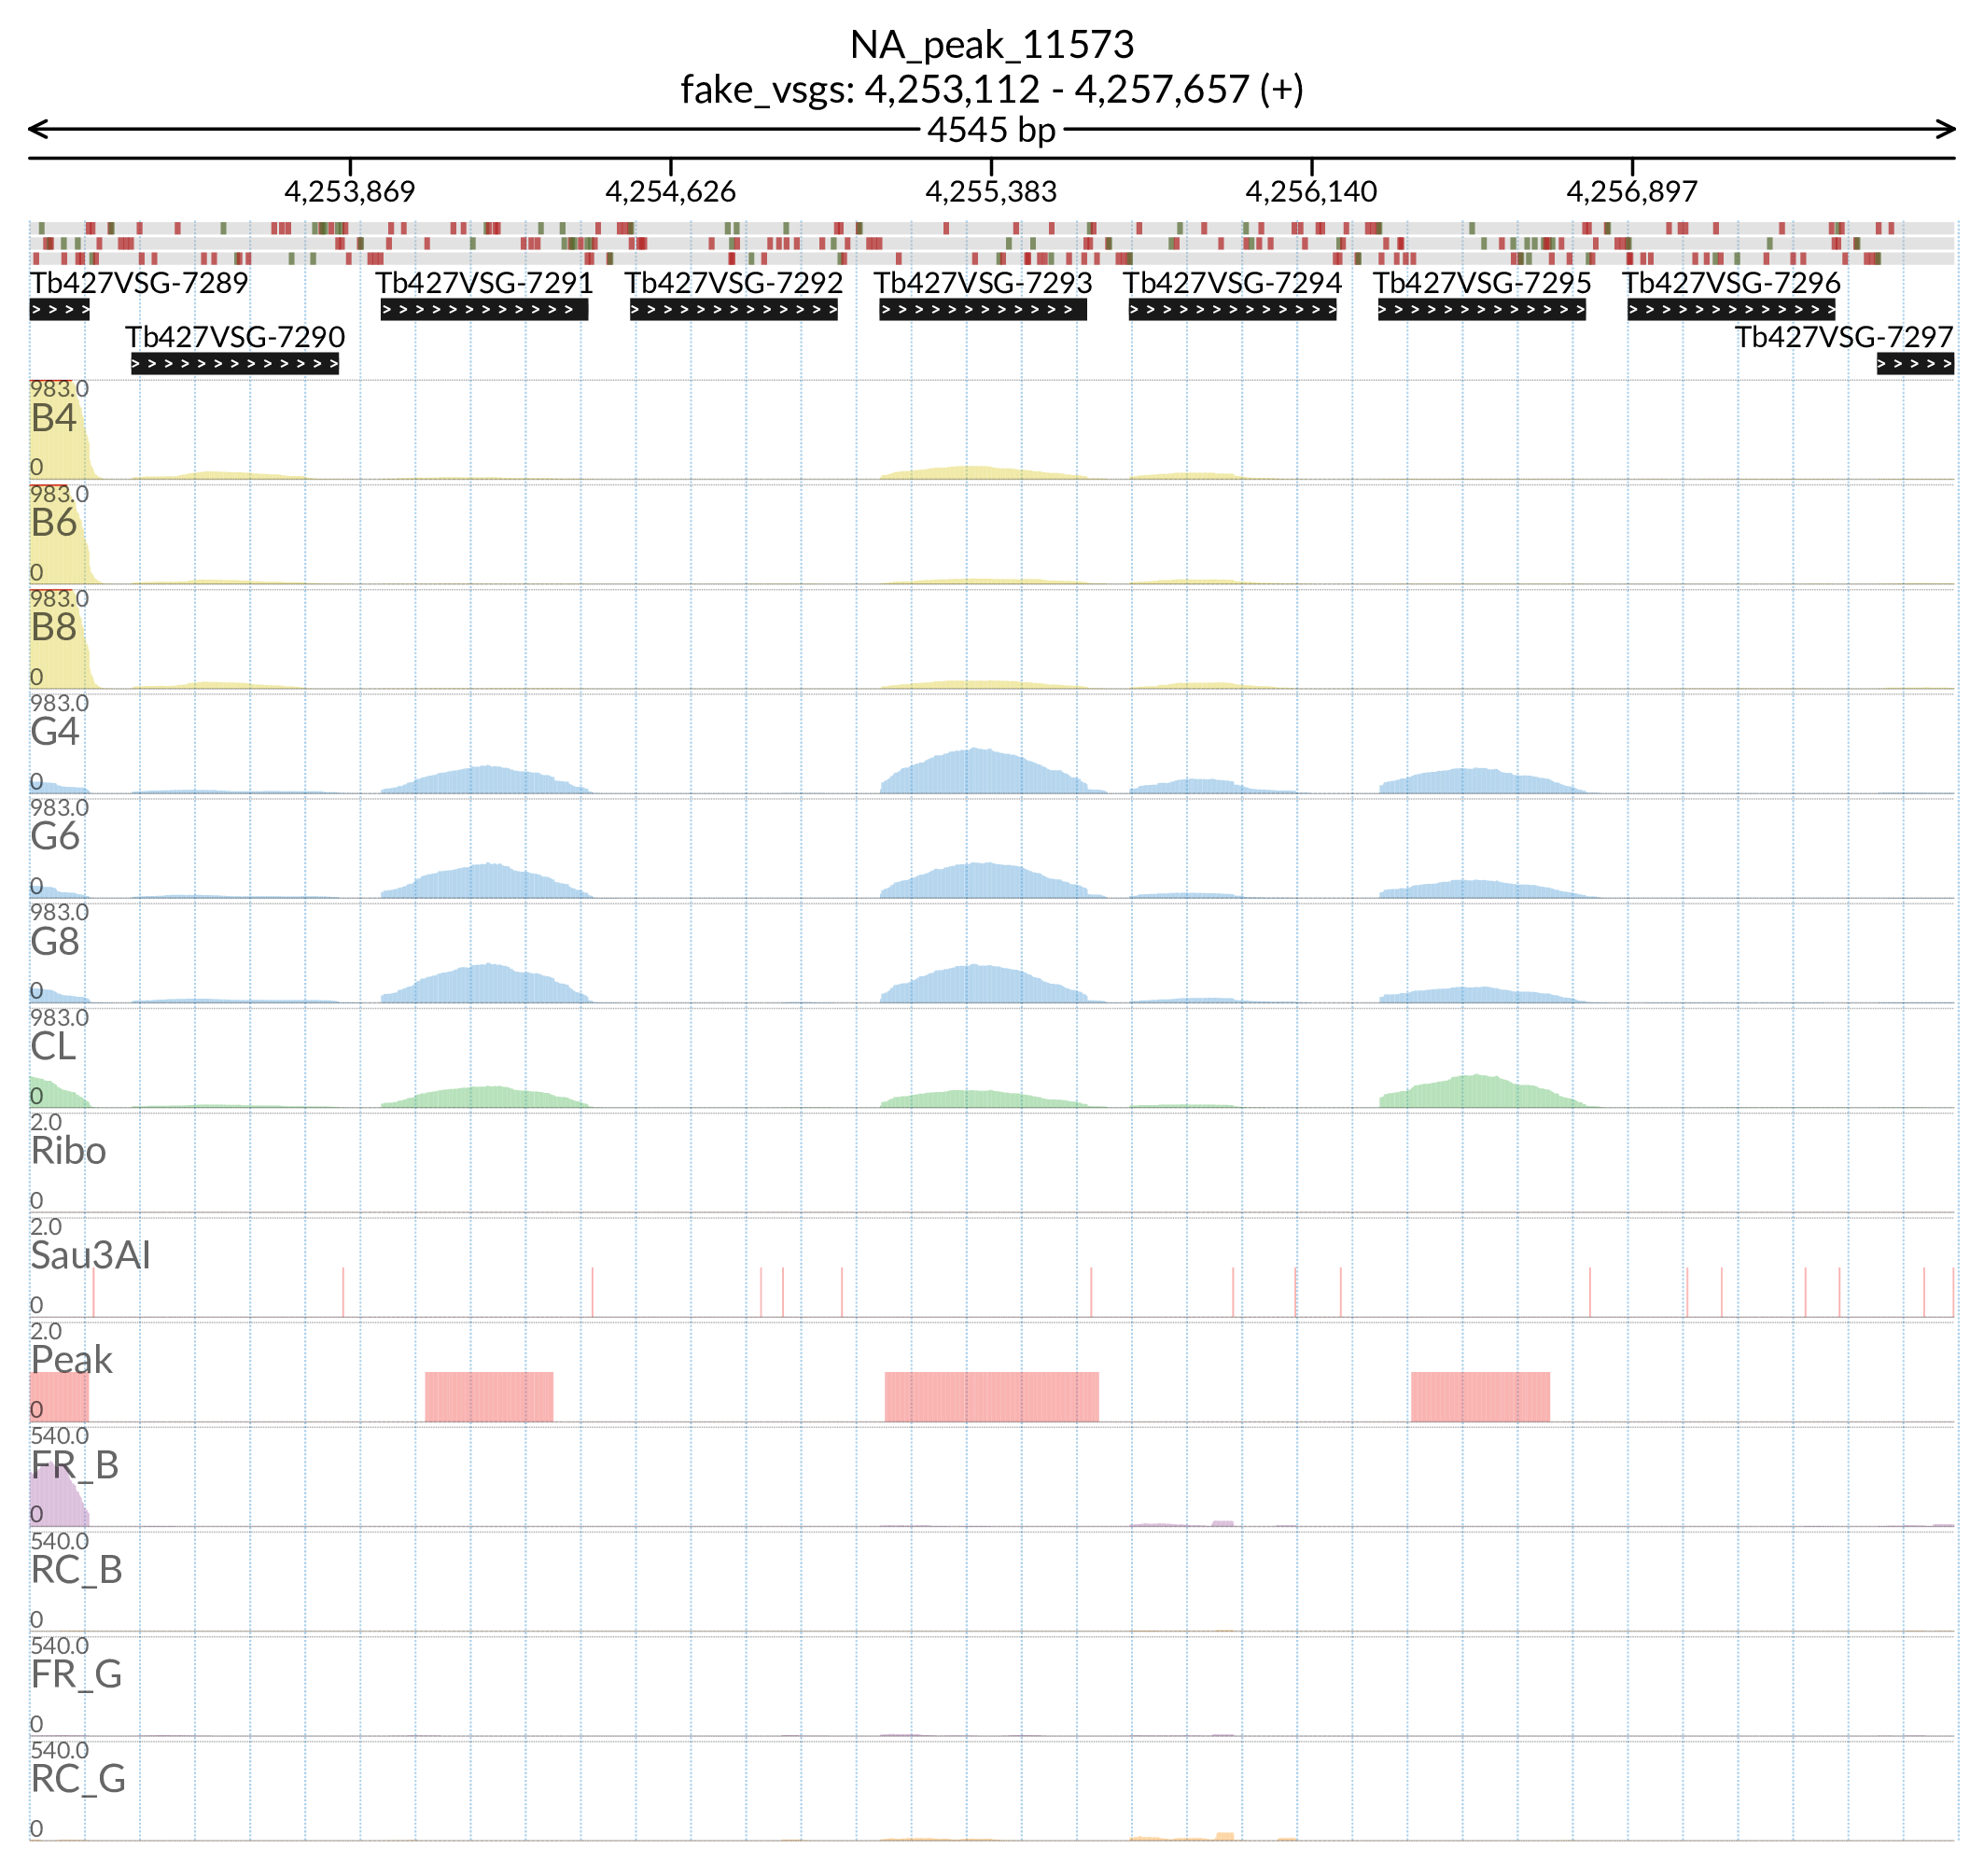 NA_peak_11573
fake_vsgs: 4,253,112 - 4,257,657 (+)
4545 bp
4,253,869 4,254,626 4,255,383 4,256,140 4,256,897
Tb427VSG-7289 Tb427VSG-7291 Tb427VSG-7292 Tb427VSG-7293 Tb427VSG-7294 Tb427VSG-7295 Tb427VSG-7296
Tb427VSG-7290 Tb427VSG-7297
983.0
B4
0
983.0
B6
0
983.0
B8
0
983.0
G4
0
983.0
G6
0
983.0
G8
0
983.0
CL
0
2.0
Ribo
0
2.0
Sau3AI
0
2.0
Peak
0
540.0
FR_B
0
540.0
RC_B
0
540.0
FR_G
0
540.0
RC_G
0